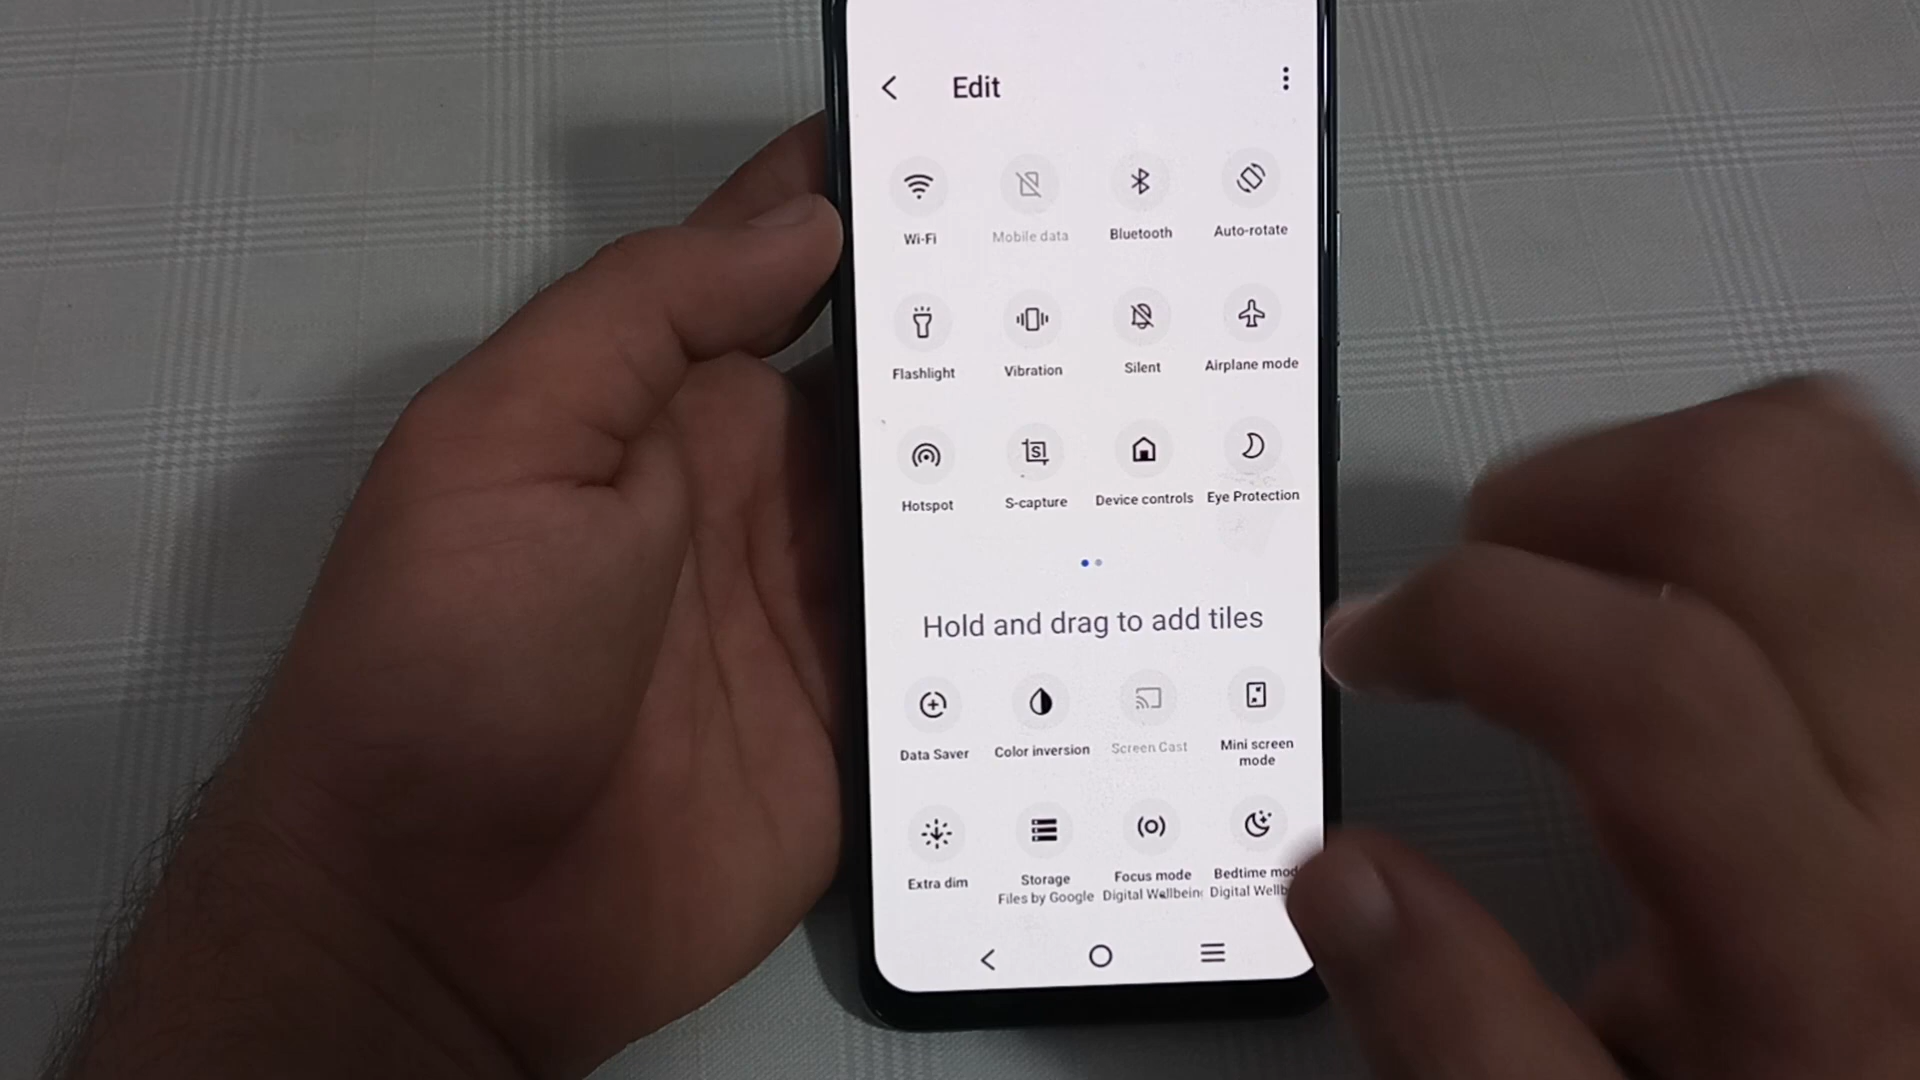 Edit
Wi-Fi Mobile data Bluetooth Auto-rotate
Flashlight Vibration Silent Airplane mode
Hotspot S-capture Device controls Eye Protection
Hold and drag to add tiles
Data Saver Color inversion Screen Cast Mini screen
mode
Extra dim Storage Focus mode Bedtime mod
Files by Google Digital Wellbein Digital Wellb